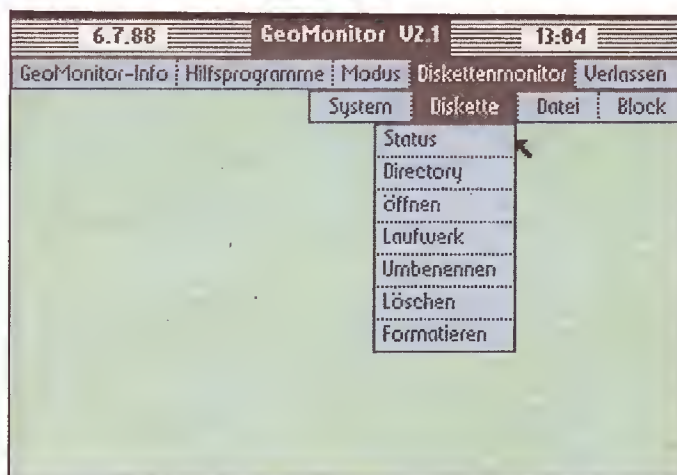 6.7.88 GeoMonitor V2.1 13:04
GeoMonitor-Info Hilfsprogramme Modus Diskettenmonitor Verlassen
System Diskette Datei Block
Status
Directory
öffnen
Laufwerk
Umbenennen
Löschen
Formatieren